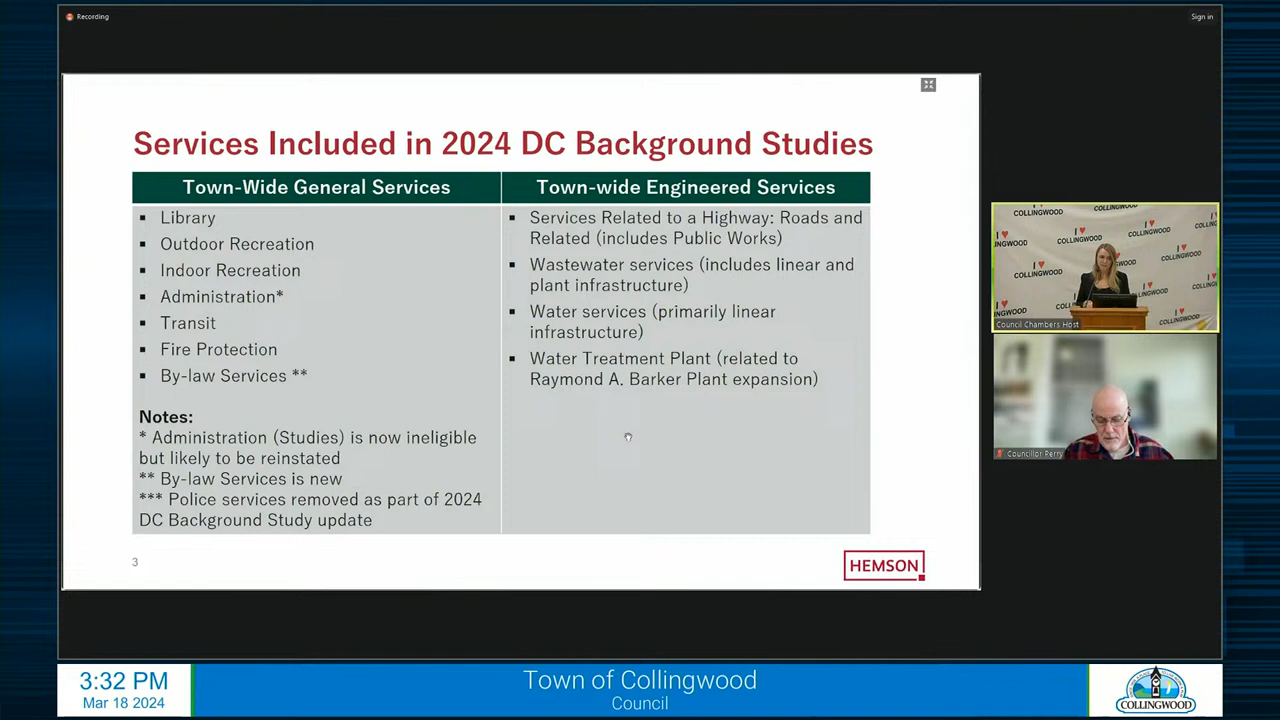 Recording
Sign in
Services Included in 2024 DC Background Studies
Town-Wide General Services
▪ Library
▪ Outdoor Recreation
▪ Indoor Recreation
▪ Administration*
▪ Transit
▪ Fire Protection
▪ By-law Services **
Notes:
* Administration (Studies) is now ineligible
but likely to be reinstated
** By-law Services is new
*** Police services removed as part of 2024
DC Background Study update
Town-wide Engineered Services
▪ Services Related to a Highway: Roads and
Related (includes Public Works)
▪ Wastewater services (includes linear and
plant infrastructure)
▪ Water services (primarily linear
infrastructure)
▪ Water Treatment Plant (related to
Raymond A. Barker Plant expansion)
3
HEMSON
I ♥
COLLINGWOOD
Council Chambers Host
Councillor Perry
3:32 PM
Mar 18 2024
Town of Collingwood
Council
COLLINGWOOD